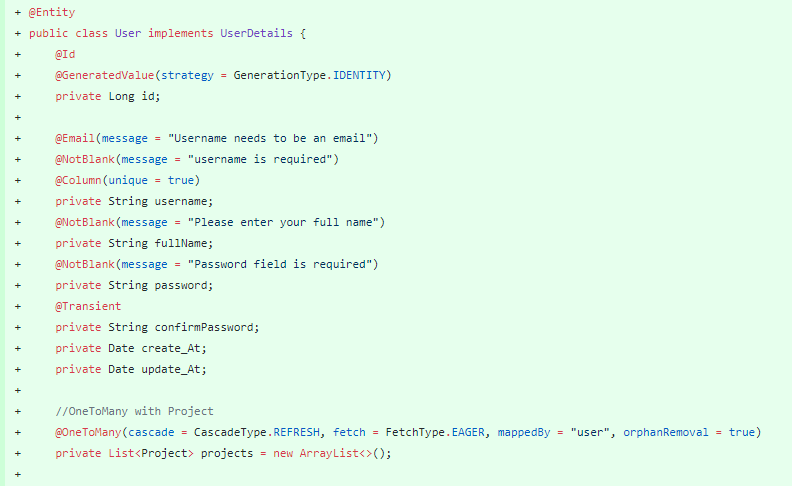 + @Entity
+ public class User implements UserDetails {
+     @Id
+     @GeneratedValue(strategy = GenerationType.IDENTITY)
+     private Long id;
+
+     @Email(message = "Username needs to be an email")
+     @NotBlank(message = "username is required")
+     @Column(unique = true)
+     private String username;
+     @NotBlank(message = "Please enter your full name")
+     private String fullName;
+     @NotBlank(message = "Password field is required")
+     private String password;
+     @Transient
+     private String confirmPassword;
+     private Date create_At;
+     private Date update_At;
+
+     //OneToMany with Project
+     @OneToMany(cascade = CascadeType.REFRESH, fetch = FetchType.EAGER, mappedBy = "user", orphanRemoval = true)
+     private List<Project> projects = new ArrayList<>();
+